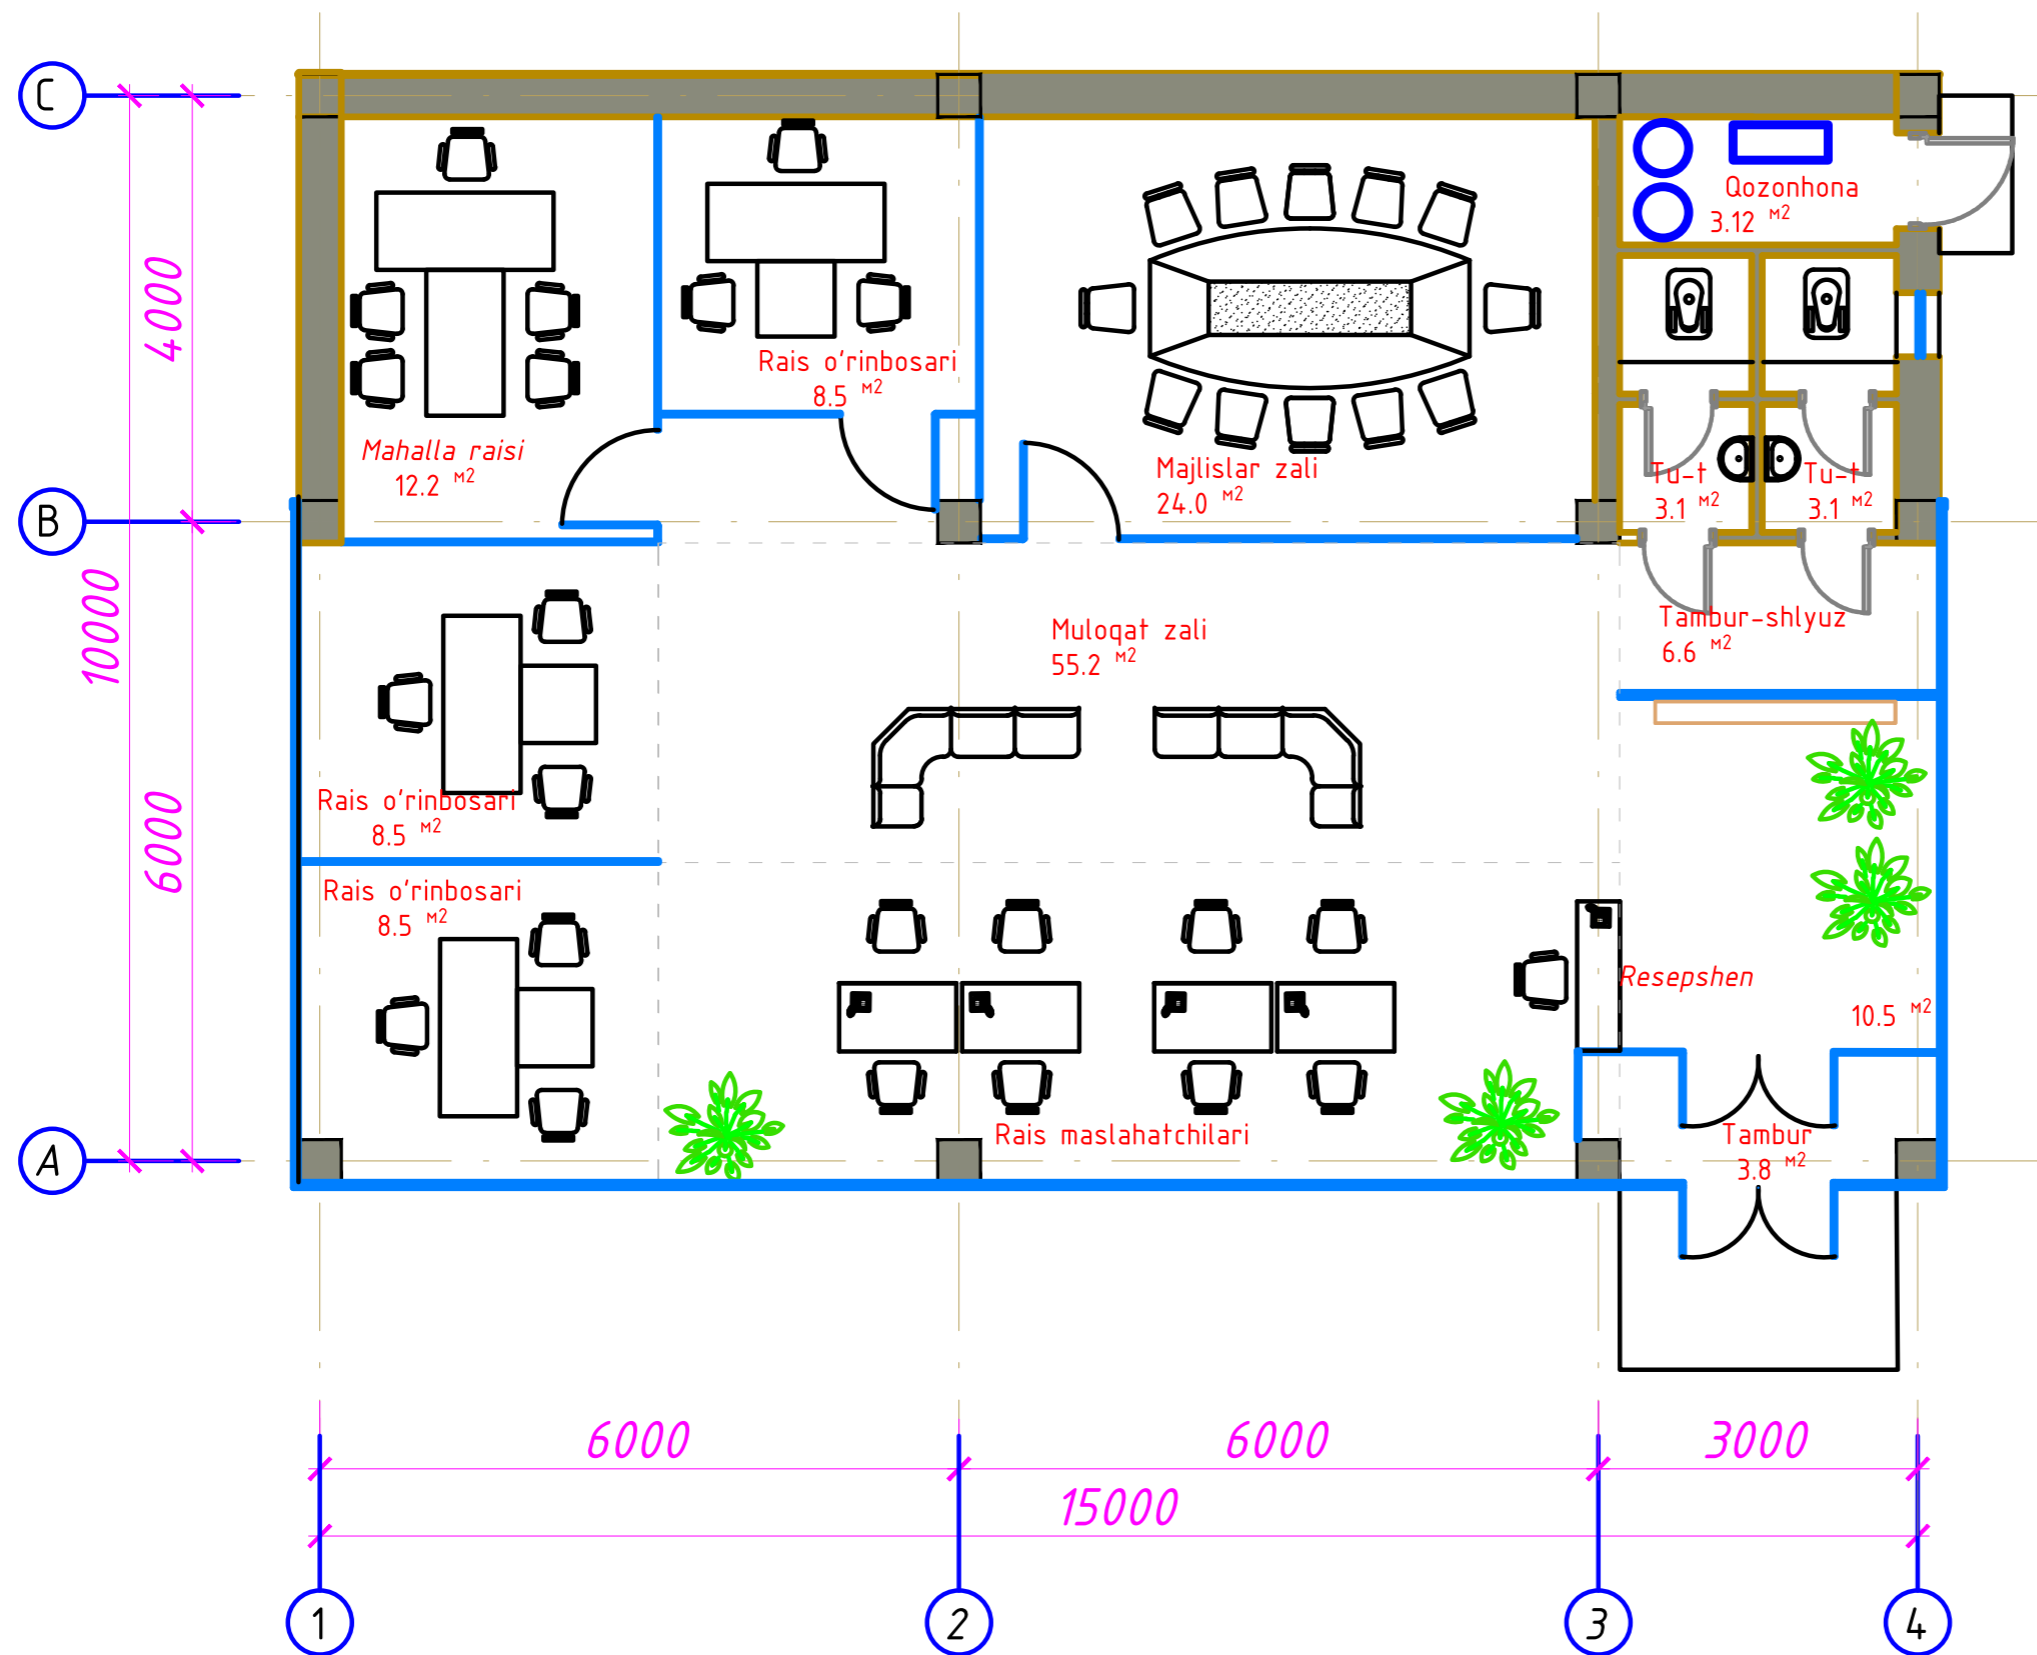 C
Qozonhona
3.12 м2
4000
Rais o'rinbosari
8.5 м2
Mahalla raisi
12.2 м2
Majlislar zali
24.0 м2
Tu-t
3.1 м2
Tu-t
3.1 м2
B
10000
Muloqat zali
55.2 м2
Tambur-shlyuz
6.6 м2
Rais o'rinbosari
8.5 м2
6000
Rais o'rinbosari
8.5 м2
Resepshen
10.5 м2
Rais maslahatchilari
Tambur
3.8 м2
A
6000
6000
3000
15000
1
2
3
4